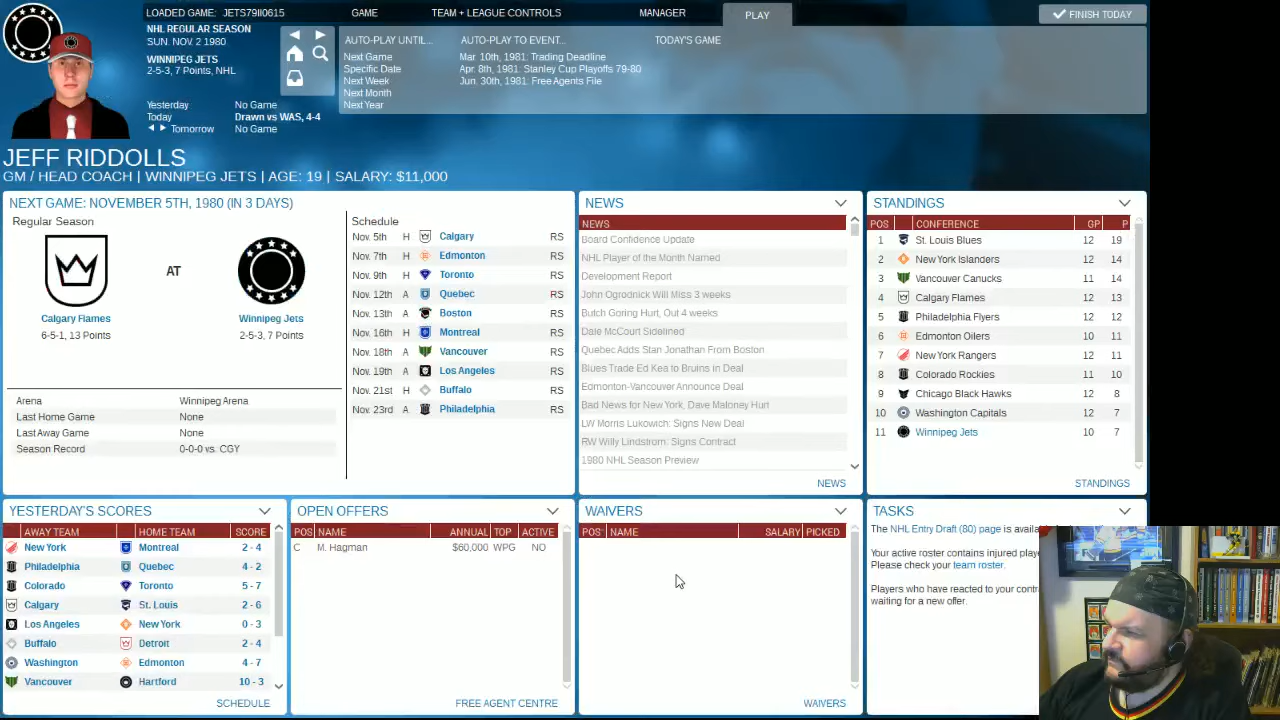 LOADED GAME: JETS79II0615
GAME
TEAM + LEAGUE CONTROLS
MANAGER
PLAY
FINISH TODAY
NHL REGULAR SEASON
SUN. NOV. 2 1980
WINNIPEG JETS
2-5-3, 7 Points, NHL
Yesterday No Game
Today Drawn vs WAS, 4-4
Tomorrow No Game
AUTO-PLAY UNTIL...
Next Game
Specific Date
Next Week
Next Month
Next Year
AUTO-PLAY TO EVENT...
Mar. 10th, 1981: Trading Deadline
Apr. 8th, 1981: Stanley Cup Playoffs 79-80
Jun. 30th, 1981: Free Agents File
TODAY'S GAME
JEFF RIDDOLLS
GM / HEAD COACH | WINNIPEG JETS | AGE: 19 | SALARY: $11,000
NEXT GAME: NOVEMBER 5TH, 1980 (IN 3 DAYS)
Regular Season
AT
Calgary Flames
6-5-1, 13 Points
Winnipeg Jets
2-5-3, 7 Points
Arena Winnipeg Arena
Last Home Game None
Last Away Game None
Season Record 0-0-0 vs. CGY
Schedule
Nov. 5th H Calgary RS
Nov. 7th H Edmonton RS
Nov. 9th H Toronto RS
Nov. 12th A Quebec RS
Nov. 13th A Boston RS
Nov. 16th H Montreal RS
Nov. 18th A Vancouver RS
Nov. 19th A Los Angeles RS
Nov. 21st H Buffalo RS
Nov. 23rd A Philadelphia RS
NEWS
NEWS
Board Confidence Update
NHL Player of the Month Named
Development Report
John Ogrodnick Will Miss 3 weeks
Butch Goring Hurt, Out 4 weeks
Dale McCourt Sidelined
Quebec Adds Stan Jonathan From Boston
Blues Trade Ed Kea to Bruins in Deal
Edmonton-Vancouver Announce Deal
Bad News for New York, Dave Maloney Hurt
LW Morris Lukowich: Signs New Deal
RW Willy Lindstrom: Signs Contract
1980 NHL Season Preview
NEWS
STANDINGS
POS CONFERENCE GP P
1 St. Louis Blues 12 19
2 New York Islanders 12 14
3 Vancouver Canucks 11 14
4 Calgary Flames 12 13
5 Philadelphia Flyers 12 12
6 Edmonton Oilers 10 11
7 New York Rangers 12 11
8 Colorado Rockies 11 10
9 Chicago Black Hawks 12 8
10 Washington Capitals 12 7
11 Winnipeg Jets 10 7
STANDINGS
YESTERDAY'S SCORES
AWAY TEAM HOME TEAM SCORE
New York Montreal 2 - 4
Philadelphia Quebec 4 - 2
Colorado Toronto 5 - 7
Calgary St. Louis 2 - 6
Los Angeles New York 0 - 3
Buffalo Detroit 2 - 4
Washington Edmonton 4 - 7
Vancouver Hartford 10 - 3
SCHEDULE
OPEN OFFERS
POS NAME ANNUAL TOP ACTIVE
C M. Hagman $60,000 WPG NO
FREE AGENT CENTRE
WAIVERS
POS NAME SALARY PICKED
WAIVERS
TASKS
The NHL Entry Draft (80) page is availa
Your active roster contains injured playe
Please check your team roster.
Players who have reacted to your contr
waiting for a new offer.